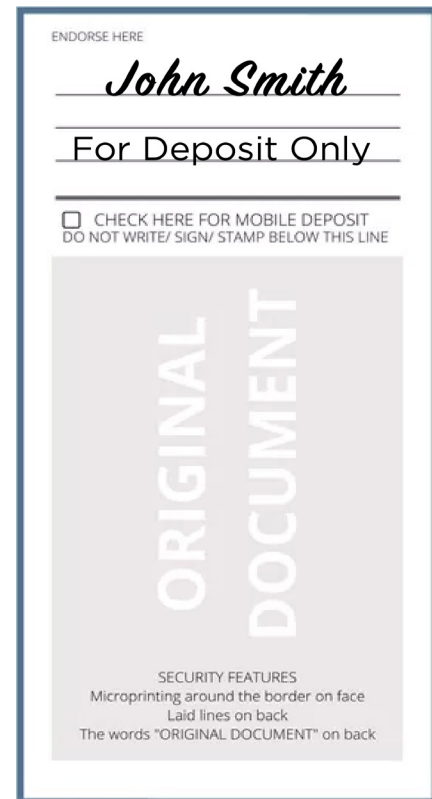 ENDORSE HERE
John Smith
For Deposit Only
CHECK HERE FOR MOBILE DEPOSIT
DO NOT WRITE/ SIGN/ STAMP BELOW THIS LINE
ORIGINAL
DOCUMENT
SECURITY FEATURES
Microprinting around the border on face
Laid lines on back
The words "ORIGINAL DOCUMENT" on back